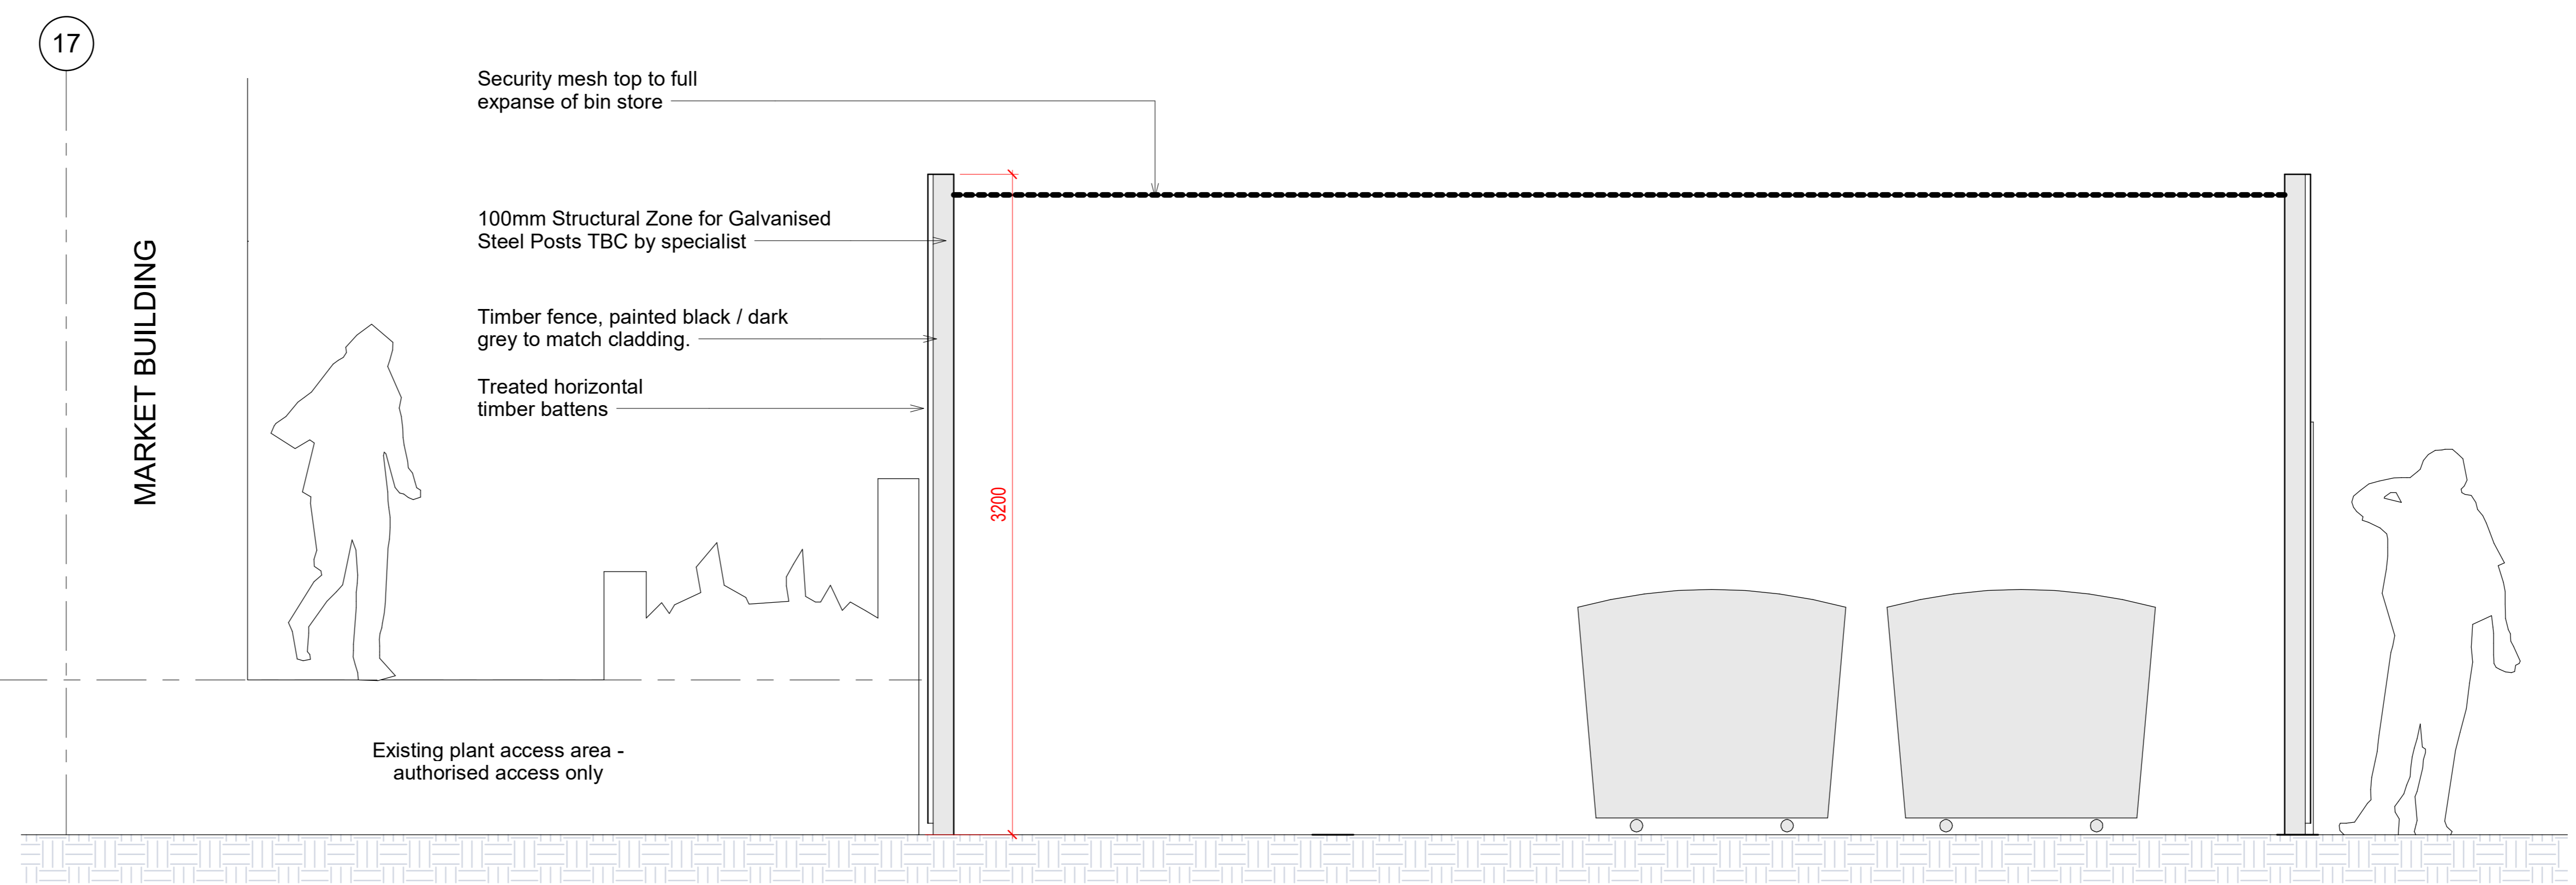 17
Security mesh top to full
expanse of bin store
100mm Structural Zone for Galvanised
Steel Posts TBC by specialist
MARKET BUILDING
Timber fence, painted black / dark
grey to match cladding.
Treated horizontal
timber battens
3200
Existing plant access area -
authorised access only